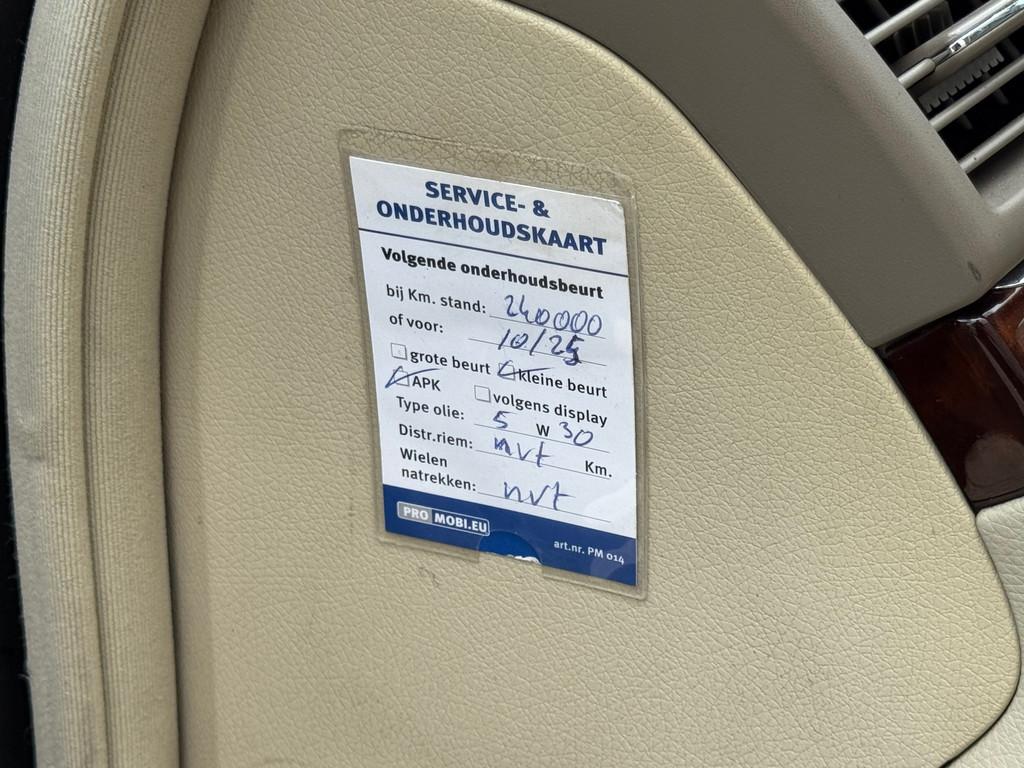 SERVICE- &
ONDERHOUDSKAART
Volgende onderhoudsbeurt
bij Km. stand: 240000
of voor: 10/25
grote beurt kleine beurt
APK volgens display
Type olie: 5 W 30
Distr.riem: nvt Km.
Wielen
natrekken: nvt
PRO MOBI.EU
art.nr. PM 014